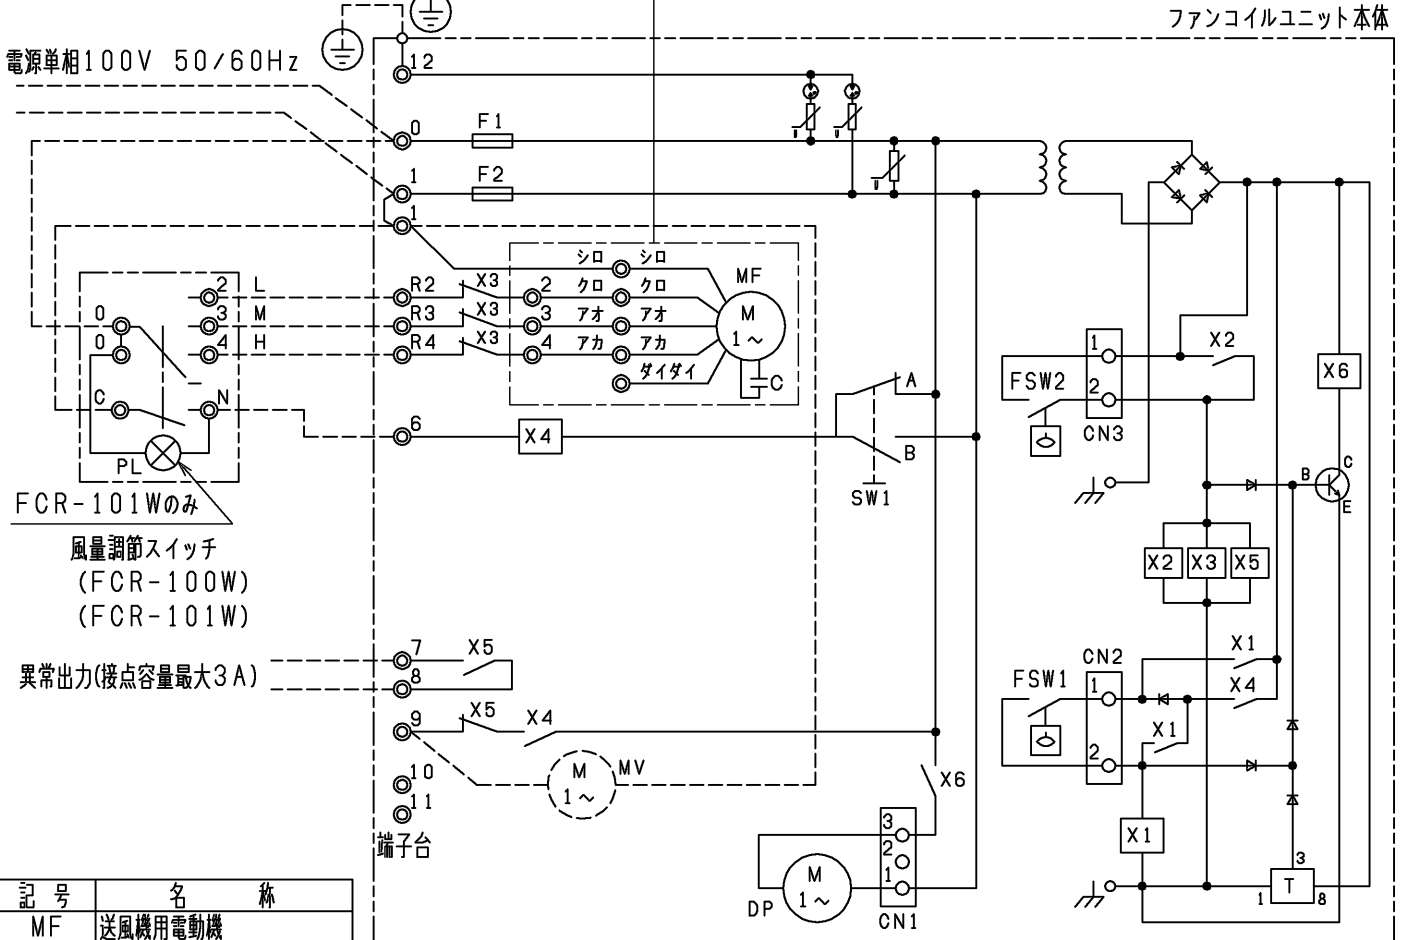 ファンコイルユニット本体
電源単相100V 50/60Hz
12
0
F1
1
F2
1
シロ シロ
MF
2 L
R2 X3 2 クロ クロ
0 3 M
R3 X3 3 アオ アオ
M
1～
0 4 H
R4 X3 4 アカ アカ
ダイダイ
C
C N
6 X4
A
B
SW1
PL
FCR-101Wのみ
風量調節スイッチ
(FCR-100W)
(FCR-101W)
1 X2
FSW2
2
CN3
X6
B C
E
X2 X3 X5
異常出力(接点容量最大3A)
7 X5
8
9 X5 X4
10
M
1～
MV
11
端子台
CN2 X1
FSW1 1 X4
X1
2
X6
X1
3
2
1
M
1～
DP
CN1
3
T
1 8
記号 名称
MF 送風機用電動機